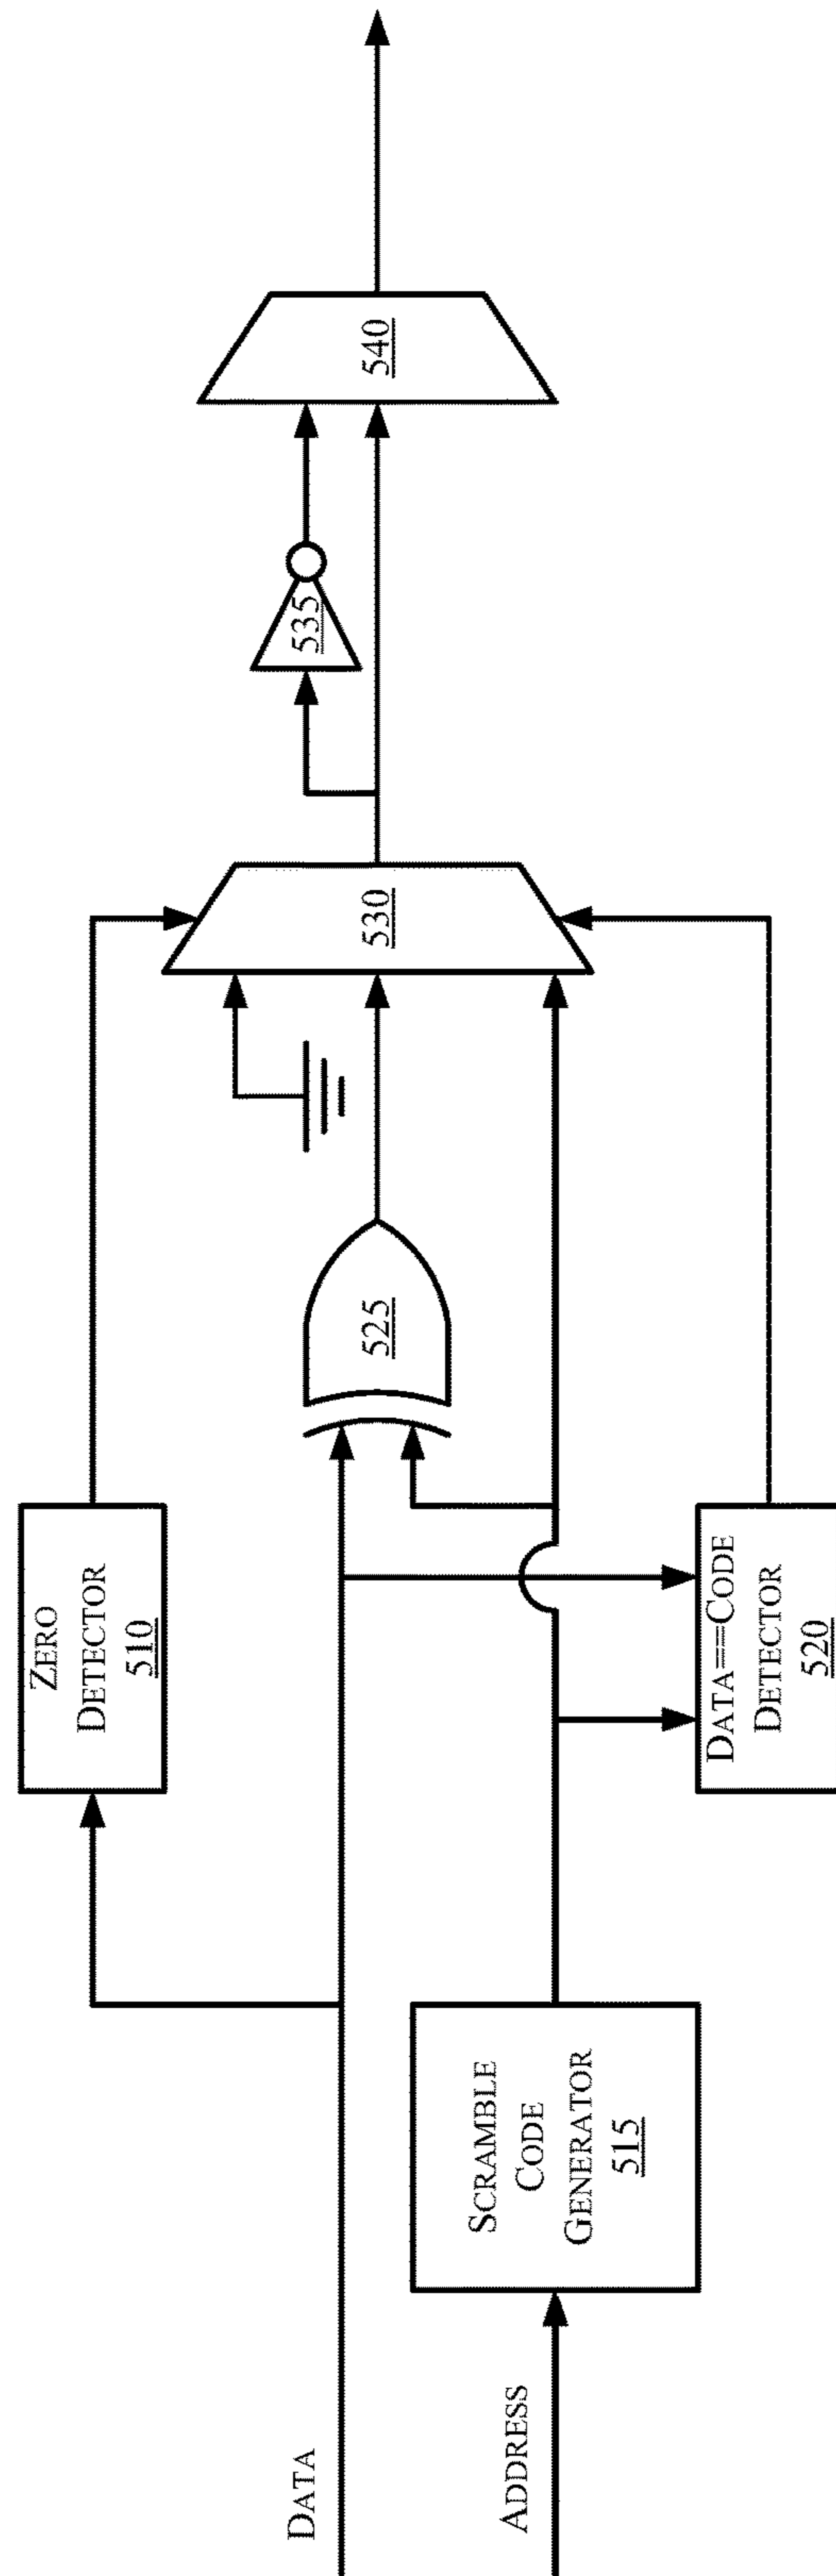 DATA
ADDRESS
SCRAMBLE
CODE
GENERATOR
515
ZERO
DETECTOR
510
DATA==CODE
DETECTOR
520
525
530
535
540